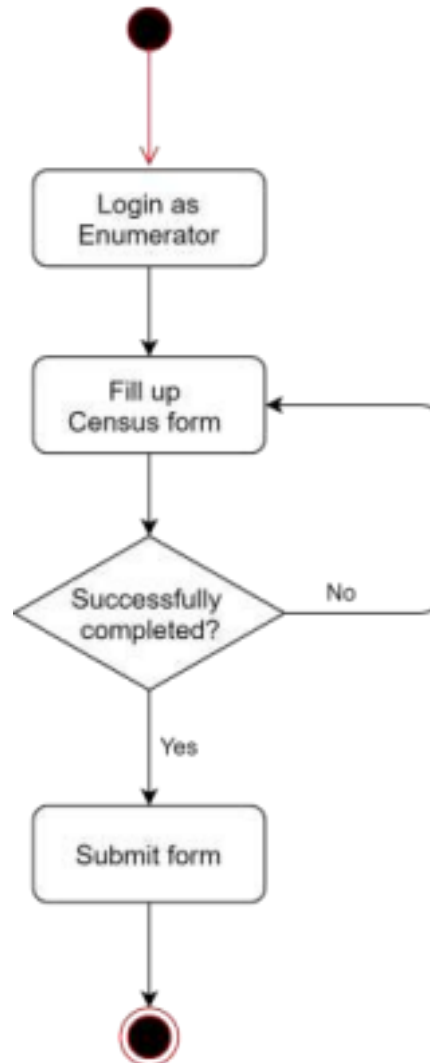 Login as
Enumerator
Fill up
Census form
Successfully
completed?
No
Yes
Submit form